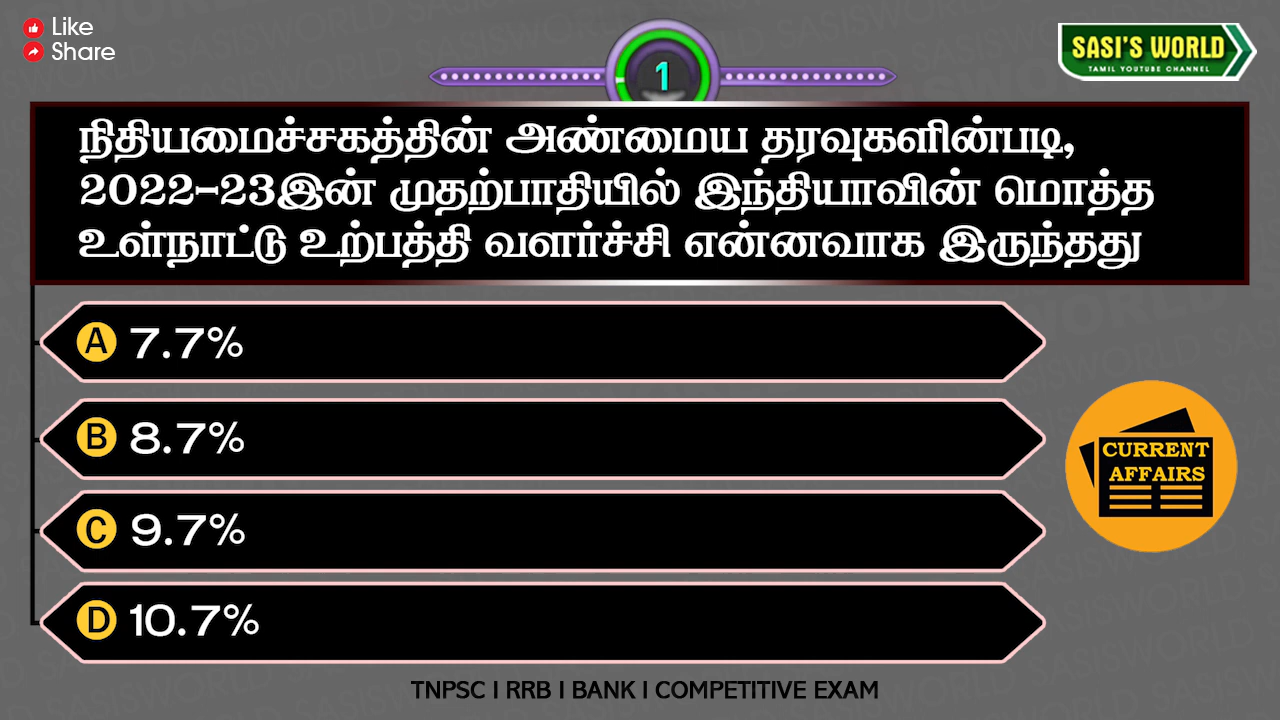 Like
Share
1
SASI'S WORLD
TAMIL YOUTUBE CHANNEL
நிதியமைச்சகத்தின் அண்மைய தரவுகளின்படி,
2022-23இன் முதற்பாதியில் இந்தியாவின் மொத்த
உள்நாட்டு உற்பத்தி வளர்ச்சி என்னவாக இருந்தது
A 7.7%
B 8.7%
C 9.7%
D 10.7%
CURRENT
AFFAIRS
TNPSC I RRB I BANK I COMPETITIVE EXAM